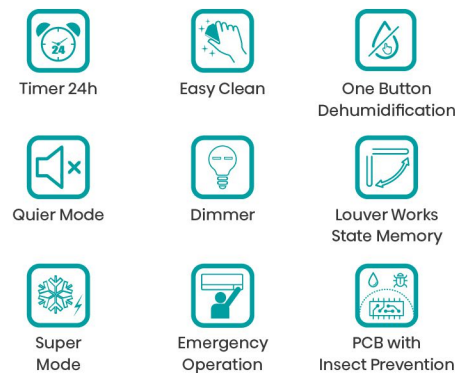 24
Timer 24h
Easy Clean
One Button
Dehumidification
Quier Mode
Dimmer
Louver Works
State Memory
Super
Mode
Emergency
Operation
PCB with
Insect Prevention